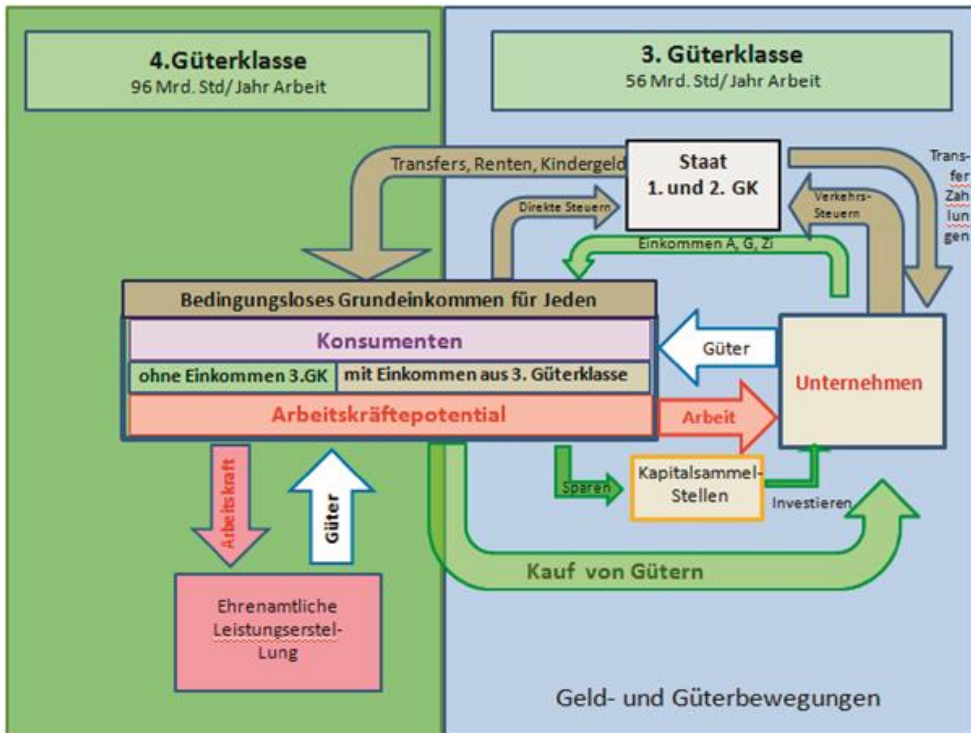 4.Güterklasse
96 Mrd. Std/Jahr Arbeit
3. Güterklasse
56 Mrd. Std/Jahr Arbeit
Transfers, Renten, Kindergeld
Staat
1. und 2. GK
Trans-
fer
Zah
lun
gen
Direkte Steuern
Verkehrs-
Steuern
Einkommen A, G, Zi
Bedingungsloses Grundeinkommen für Jeden
Konsumenten
ohne Einkommen 3.GK
mit Einkommen aus 3. Güterklasse
Arbeitskräftepotential
Güter
Arbeit
Unternehmen
Arbeitskraft
Güter
Sparen
Kapitalsammel-
Stellen
Investieren
Kauf von Gütern
Ehrenamtliche
Leistungserstel-
Lung
Geld- und Güterbewegungen